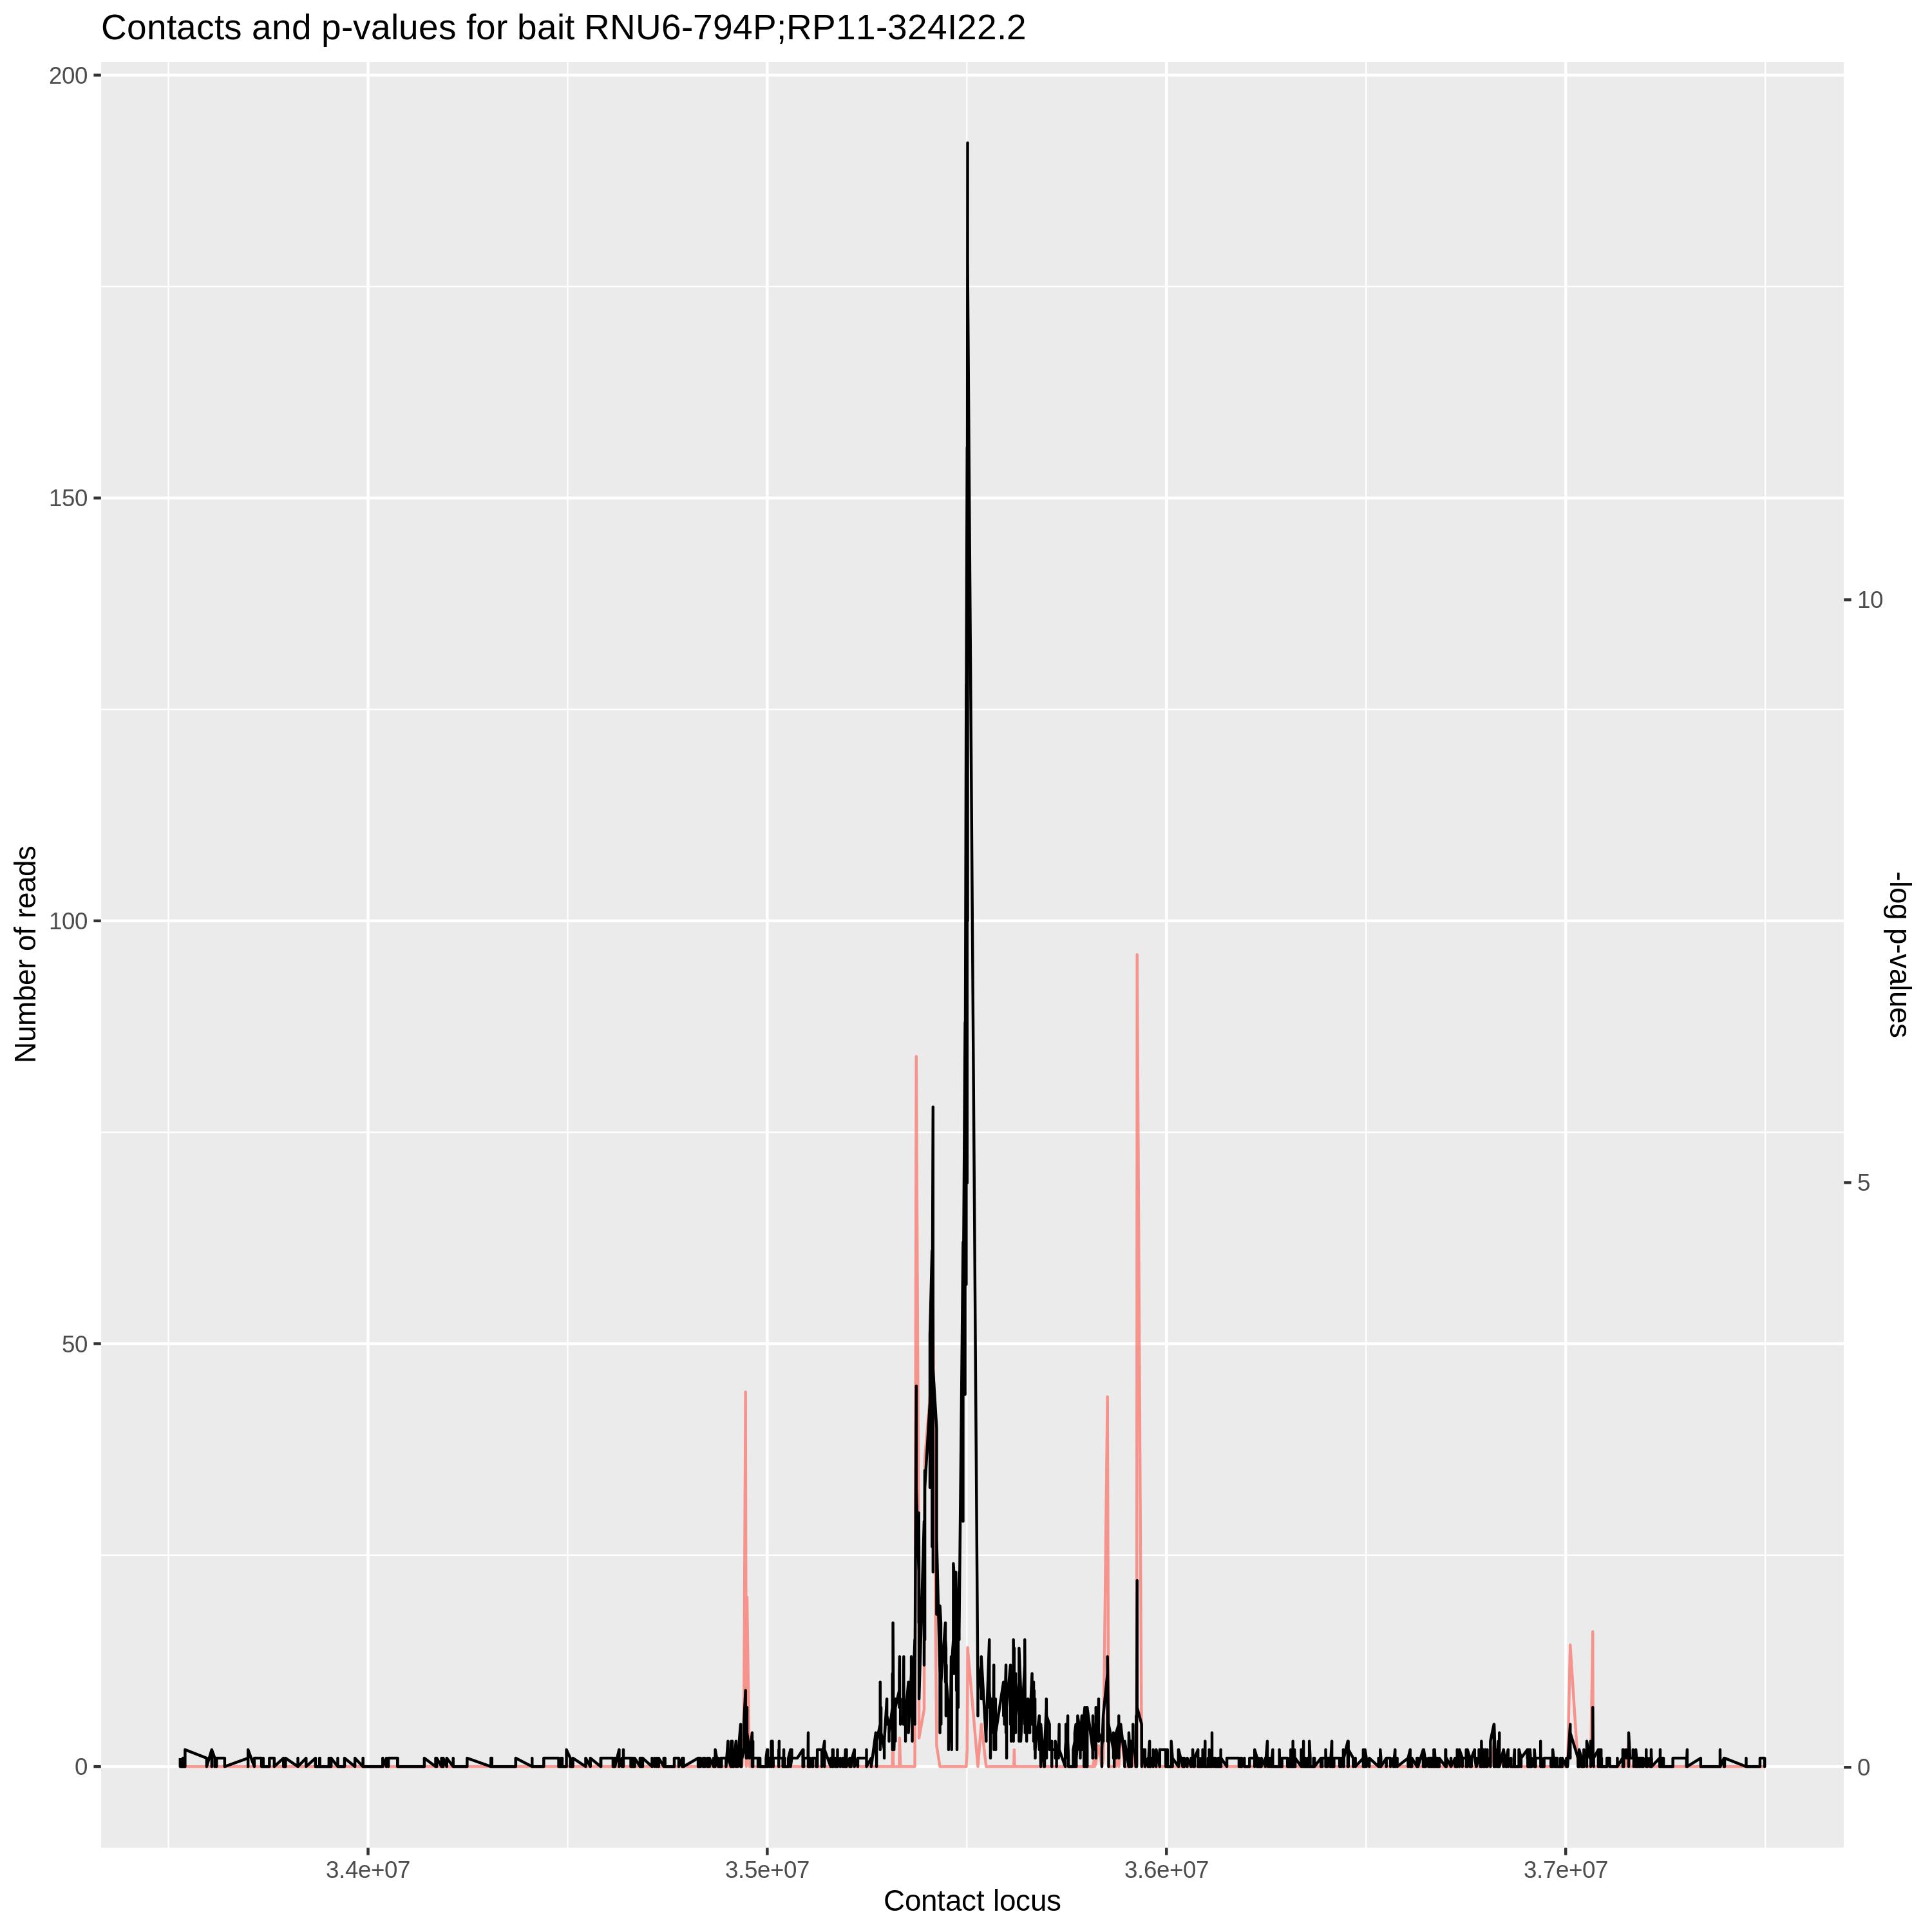 Contacts and p-values for bait RNU6-794P;RP11-324I22.2
200
150
100
50
0
Number of reads
10
5
0
-log p-values
3.4e+07
3.5e+07
3.6e+07
3.7e+07
Contact locus